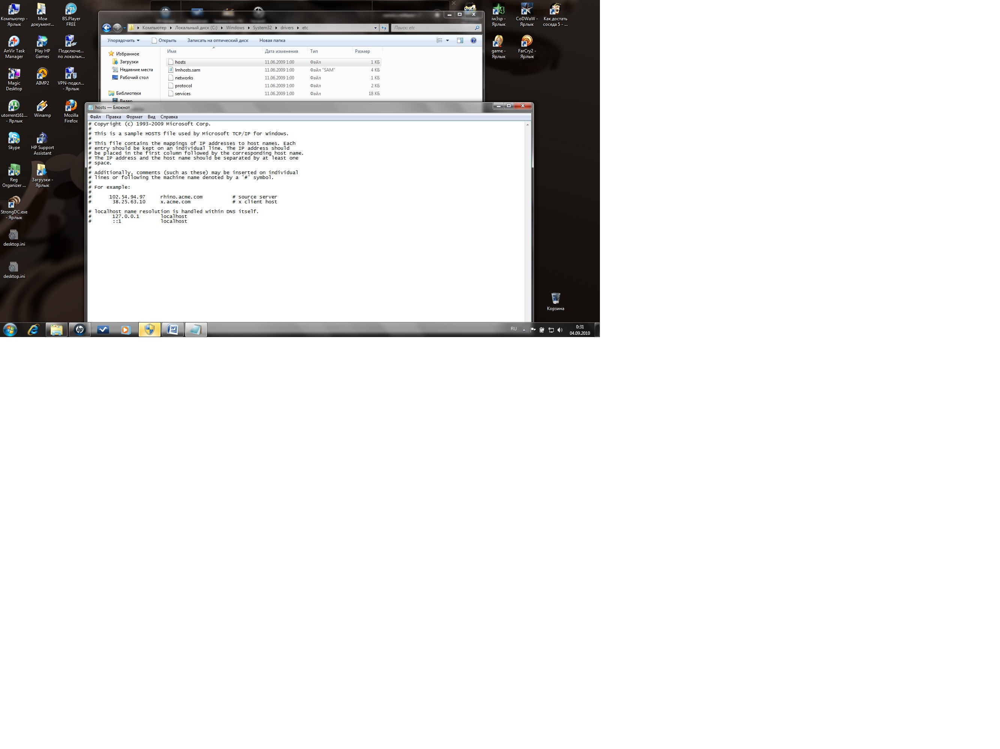 Компьютер - Ярлык
Мои документ...
BS.Player FREE
AnVir Task Manager
Play HP Games
Подключе... по локальн...
Magic Desktop
AIMP2
VPN-подкл... - Ярлык
utorrent161... - Ярлык
Winamp
Mozilla Firefox
Skype
HP Support Assistant
Reg Organizer ...
Загрузки - Ярлык
StrongDC.exe - Ярлык
desktop.ini
desktop.ini
iw3sp - Ярлык
CoDWaW - Ярлык
Как достать соседа 5 - ...
game - Ярлык
FarCry2 - Ярлык
Корзина
Компьютер Локальный диск (C:) Windows System32 drivers etc
Поиск: etc
Упорядочить Открыть Записать на оптический диск Новая папка
Имя Дата изменения Тип Размер
Избранное
Загрузки
Недавние места
Рабочий стол
Библиотеки
Видео
hosts 11.06.2009 1:00 Файл 1 КБ
lmhosts.sam 11.06.2009 1:00 Файл "SAM" 4 КБ
networks 11.06.2009 1:00 Файл 1 КБ
protocol 11.06.2009 1:00 Файл 2 КБ
services 11.06.2009 1:00 Файл 18 КБ
hosts — Блокнот
Файл Правка Формат Вид Справка
# Copyright (c) 1993-2009 Microsoft Corp.
#
# This is a sample HOSTS file used by Microsoft TCP/IP for Windows.
#
# This file contains the mappings of IP addresses to host names. Each
# entry should be kept on an individual line. The IP address should
# be placed in the first column followed by the corresponding host name.
# The IP address and the host name should be separated by at least one
# space.
#
# Additionally, comments (such as these) may be inserted on individual
# lines or following the machine name denoted by a '#' symbol.
#
# For example:
#
# 102.54.94.97 rhino.acme.com # source server
# 38.25.63.10 x.acme.com # x client host
# localhost name resolution is handled within DNS itself.
# 127.0.0.1 localhost
# ::1 localhost
RU
0:31
04.09.2010